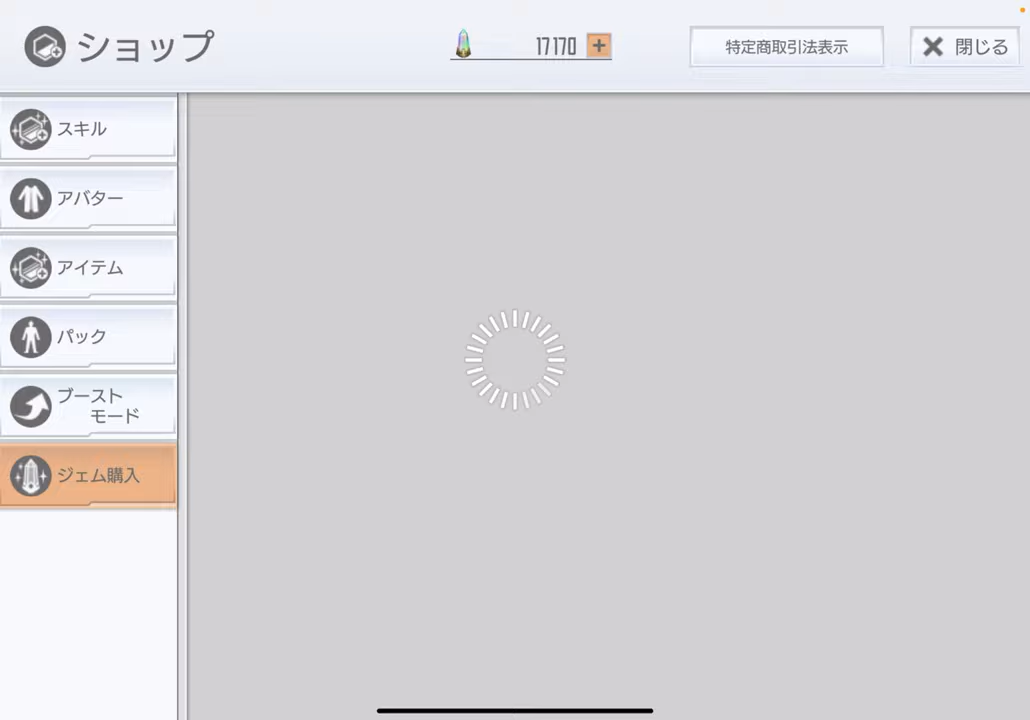 ショップ
17170
特定商取引法表示
閉じる
スキル
アバター
アイテム
パック
ブースト
モード
ジェム購入